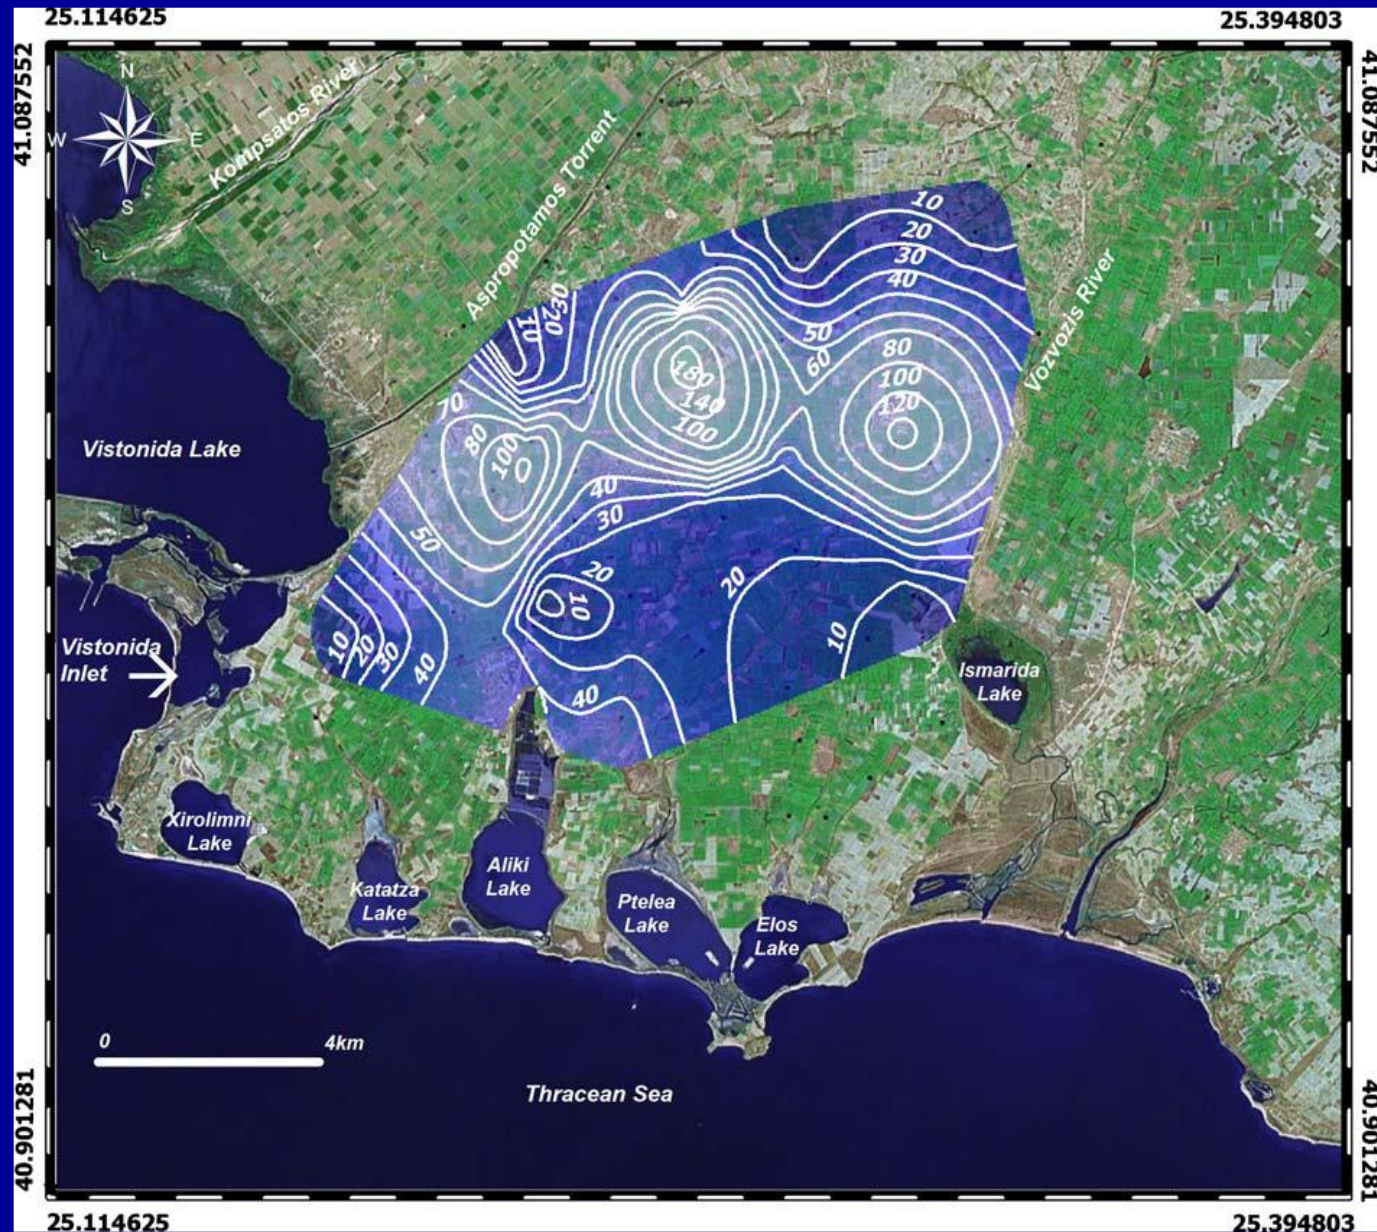 25.114625
25.394803
41.087552
41.087552
N
W
E
S
Kompsatos River
Aspropotamos Torrent
Vozvozis River
10
20
30
40
50
60
80
100
120
180
140
100
10
20
30
70
80
100
50
40
30
20
10
20
10
10
20
30
40
40
Vistonida Lake
Vistonida
Inlet
Ismarida
Lake
Xirolimni
Lake
Katatza
Lake
Aliki
Lake
Ptelea
Lake
Elos
Lake
0
4km
Thracean Sea
40.901281
40.901281
25.114625
25.394803